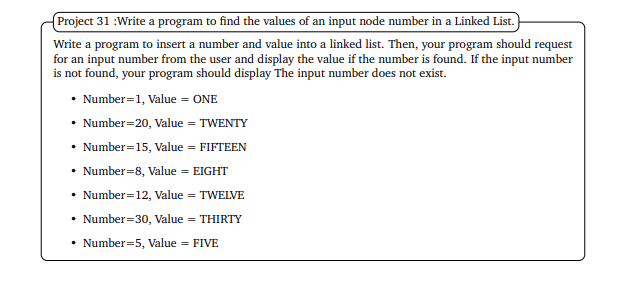 Project 31 :Write a program to find the values of an input node number in a Linked List.
Write a program to insert a number and value into a linked list. Then, your program should request
for an input number from the user and display the value if the number is found. If the input number
is not found, your program should display The input number does not exist.
• Number=1, Value = ONE
• Number=20, Value = TWENTY
• Number=15, Value = FIFTEEN
• Number=8, Value = EIGHT
• Number=12, Value = TWELVE
• Number=30, Value = THIRTY
• Number=5, Value = FIVE